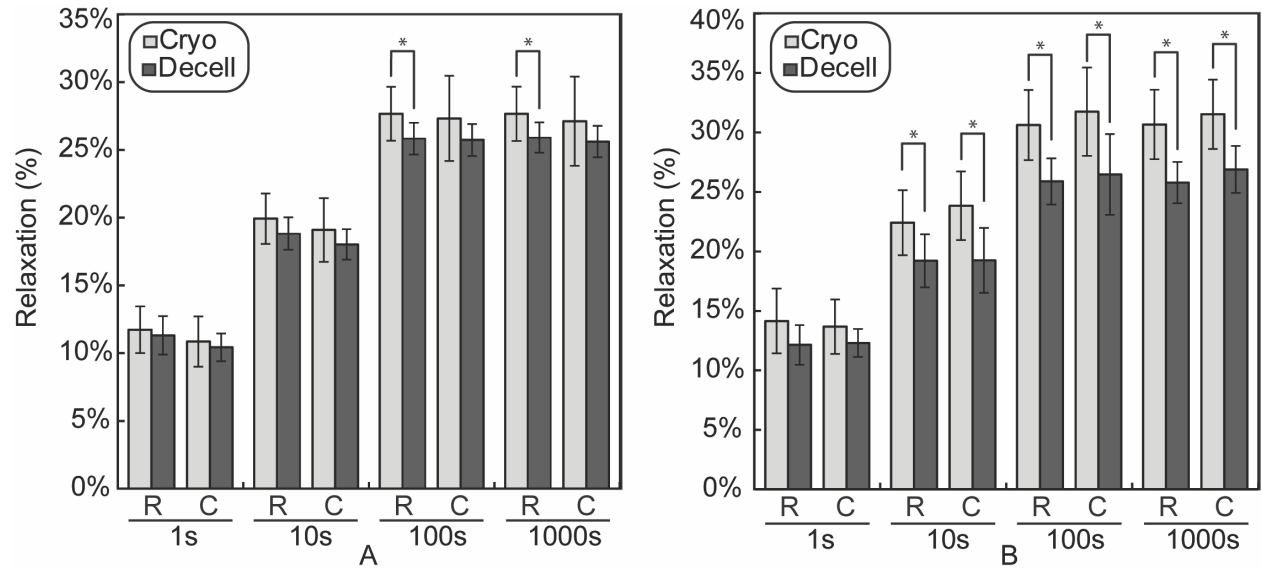 35%
30%
25%
20%
15%
10%
5%
0%
Relaxation (%)
Cryo
Decell
*
*
R C R C R C R C
1s 10s 100s 1000s
A
40%
35%
30%
25%
20%
15%
10%
5%
0%
Relaxation (%)
Cryo
Decell
*
*
*
*
*
*
R C R C R C R C
1s 10s 100s 1000s
B